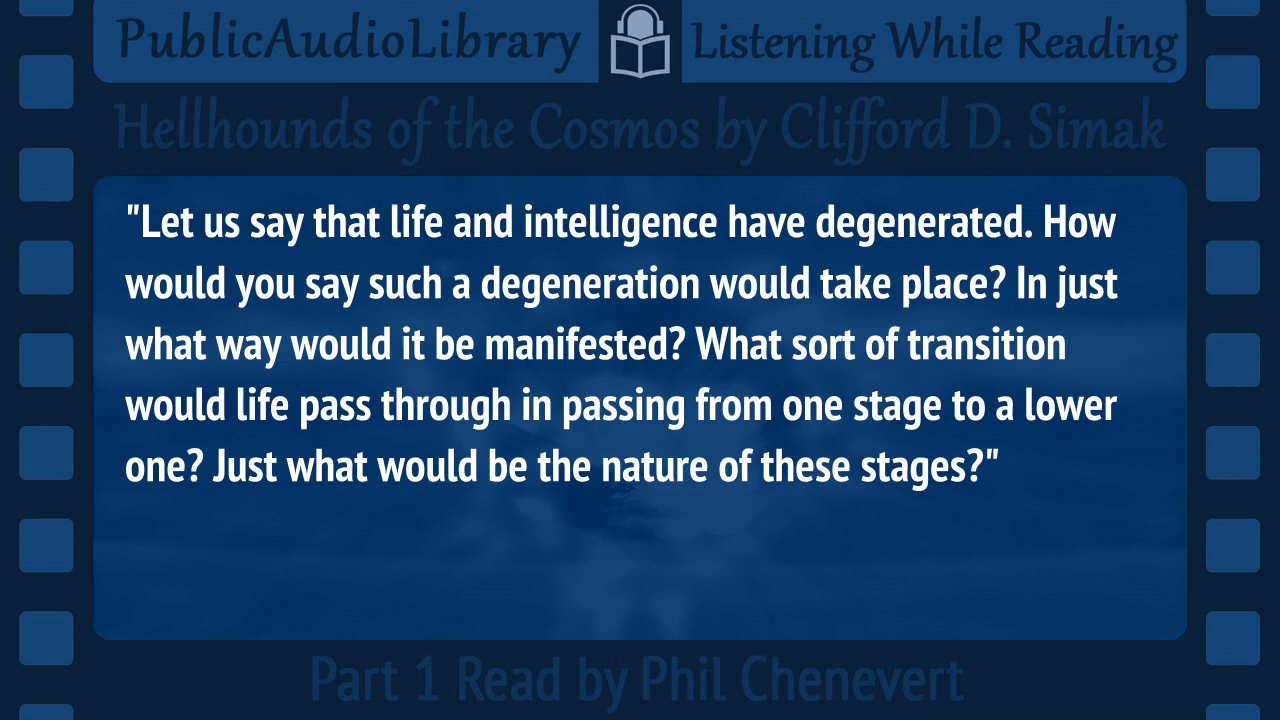 PublicAudioLibrary Listening While Reading
Hellhounds of the Cosmos by Clifford D. Simak
"Let us say that life and intelligence have degenerated. How
would you say such a degeneration would take place? In just
what way would it be manifested? What sort of transition
would life pass through in passing from one stage to a lower
one? Just what would be the nature of these stages?"
Part 1 Read by Phil Chenevert